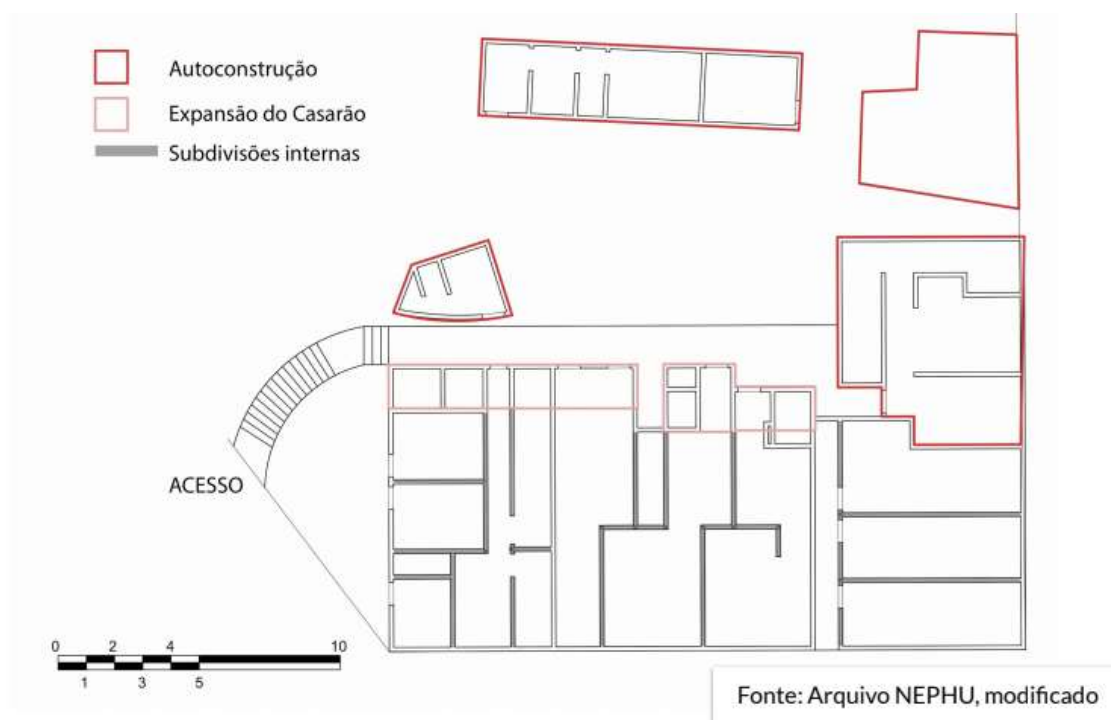 Autoconstrução
Expansão do Casarão
Subdivisões internas
ACESSO
0 2 4 10
1 3 5
Fonte: Arquivo NEPHU, modificado